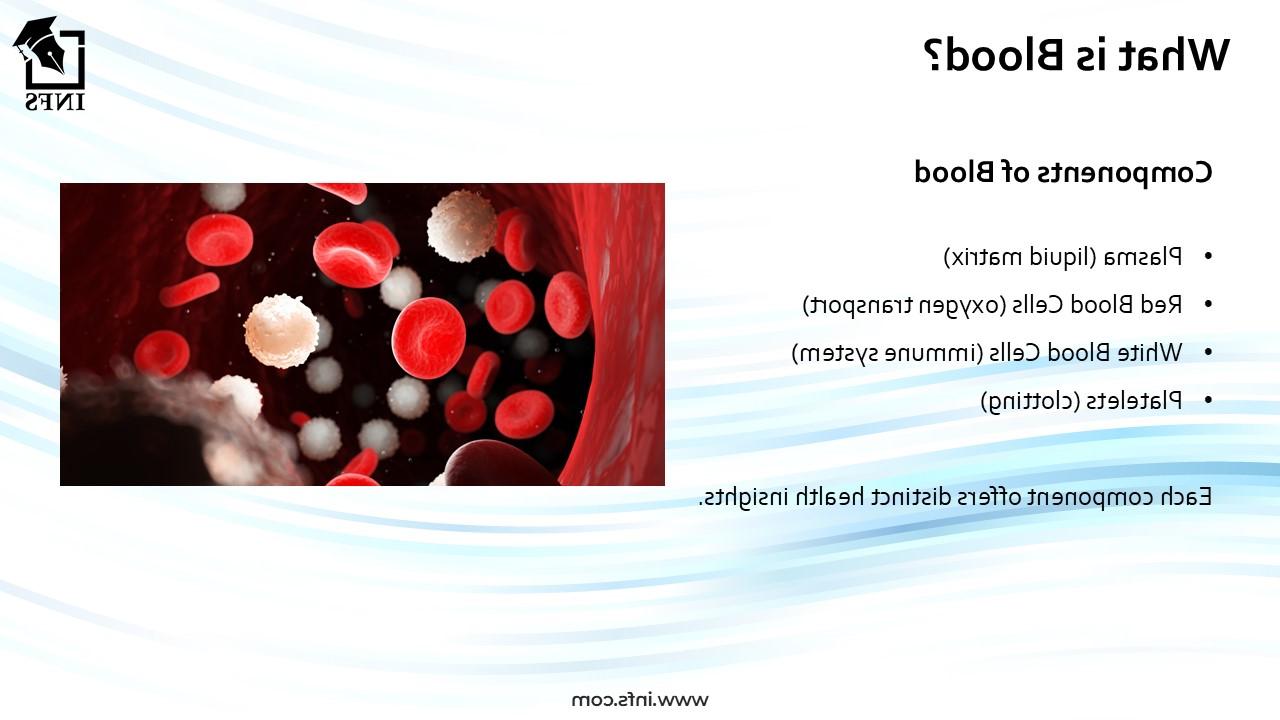 What is Blood?
INFS
Components of Blood
• Plasma (liquid matrix)
• Red Blood Cells (oxygen transport)
• White Blood Cells (immune system)
• Platelets (clotting)
Each component offers distinct health insights.
www.infs.com